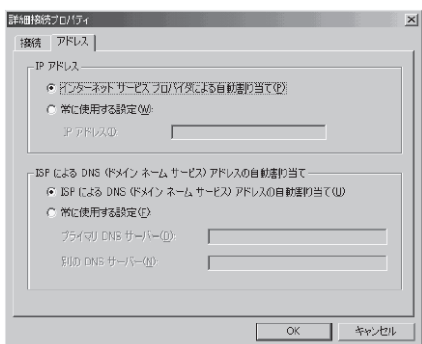 詳細接続プロパティ
接続
アドレス
IP アドレス
インターネット サービス プロバイダによる自動割り当て(P)
常に使用する設定(W):
IP アドレス(I):
ISP による DNS (ドメイン ネーム サービス) アドレスの自動割り当て
ISP による DNS (ドメイン ネーム サービス) アドレスの自動割り当て(U)
常に使用する設定(E)
プライマリ DNS サーバー(D):
別の DNS サーバー(N):
OK
キャンセル